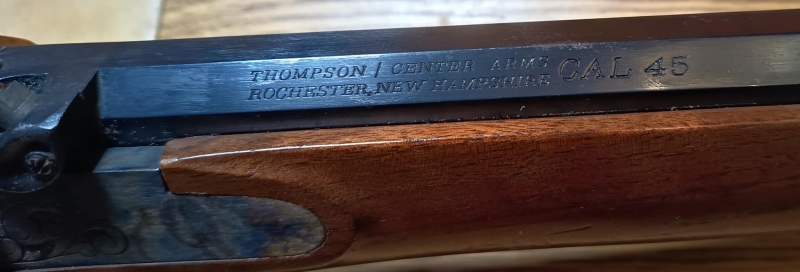 THOMPSON / CENTER ARMS
ROCHESTER, NEW HAMPSHIRE
CAL 45